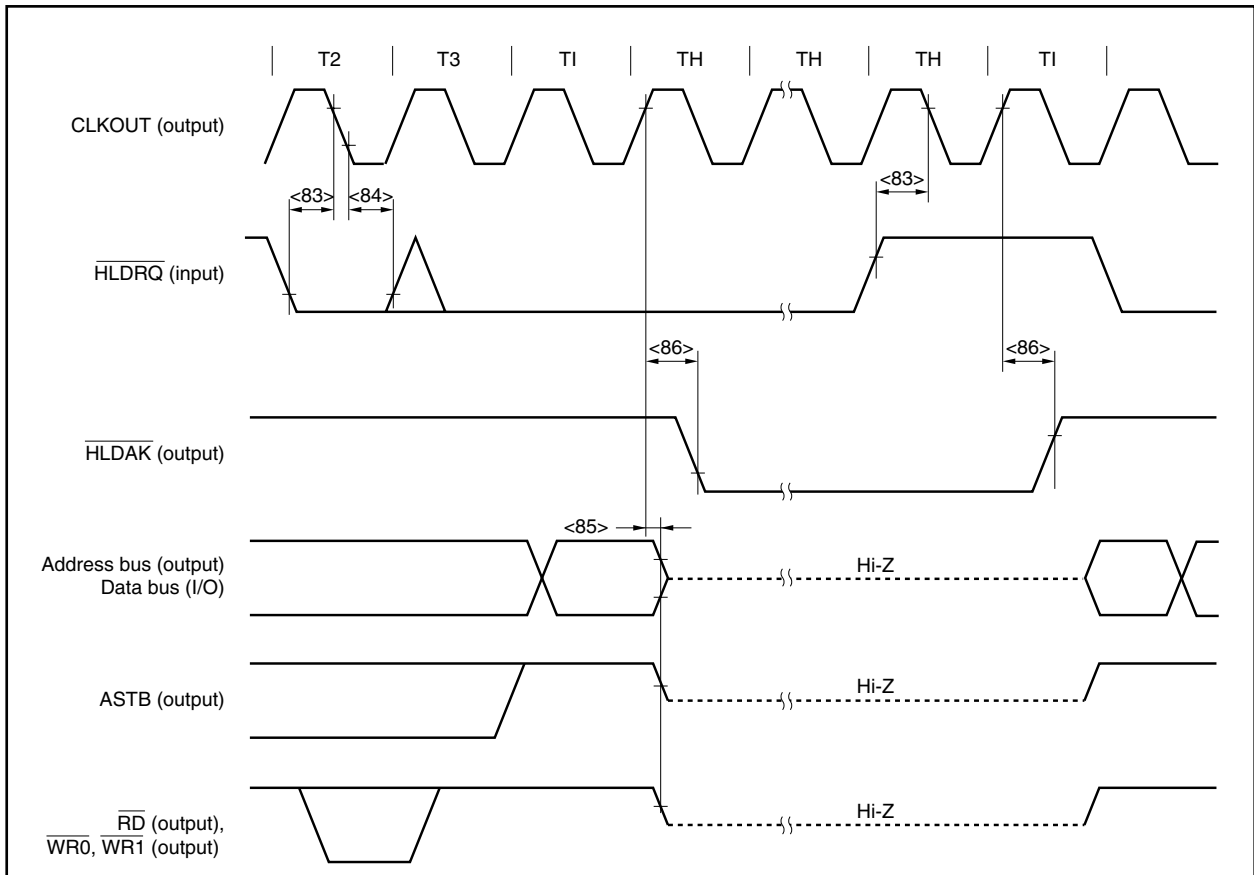 T2 T3 TI TH TH TH TI
CLKOUT (output)
<83> <84> <83>
HLDRQ (input)
<86> <86>
HLDAK (output)
<85>
Address bus (output)
Data bus (I/O)
Hi-Z
ASTB (output)
Hi-Z
RD (output),
WR0, WR1 (output)
Hi-Z